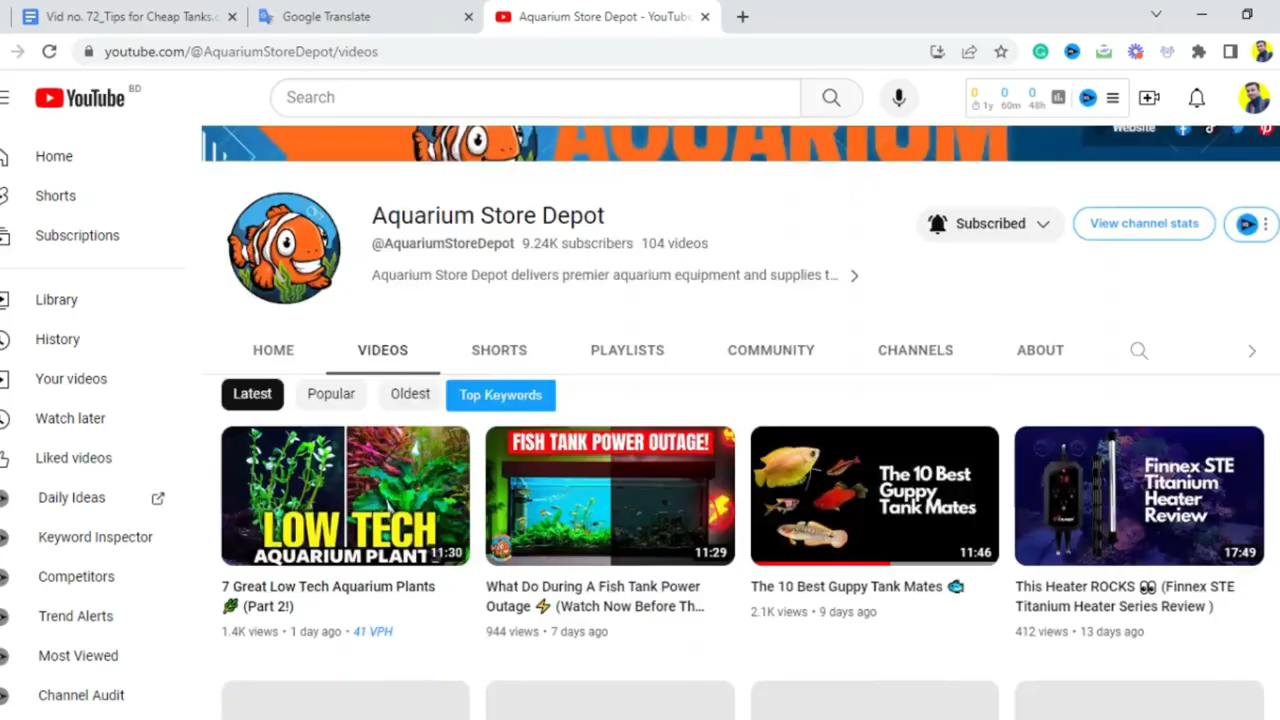 Vid no. 72_Tips for Cheap Tanks.d
Google Translate
Aquarium Store Depot - YouTube
youtube.com/@AquariumStoreDepot/videos
YouTube BD
Search
0 0 0
1y 60m 48h
Home
Shorts
Subscriptions
Library
History
Your videos
Watch later
Liked videos
Daily Ideas
Keyword Inspector
Competitors
Trend Alerts
Most Viewed
Channel Audit
AQUARIUM
Website
Aquarium Store Depot
@AquariumStoreDepot 9.24K subscribers 104 videos
Aquarium Store Depot delivers premier aquarium equipment and supplies t...
Subscribed
View channel stats
HOME VIDEOS SHORTS PLAYLISTS COMMUNITY CHANNELS ABOUT
Latest Popular Oldest Top Keywords
LOW TECH
AQUARIUM PLANT
11:30
7 Great Low Tech Aquarium Plants
🌿 (Part 2!)
1.4K views • 1 day ago • 41 VPH
FISH TANK POWER OUTAGE!
11:29
What Do During A Fish Tank Power
Outage ⚡ (Watch Now Before Th...
944 views • 7 days ago
The 10 Best
Guppy
Tank Mates
11:46
The 10 Best Guppy Tank Mates 🐟
2.1K views • 9 days ago
Finnex STE
Titanium
Heater
Review
17:49
This Heater ROCKS 👀 (Finnex STE
Titanium Heater Series Review )
412 views • 13 days ago